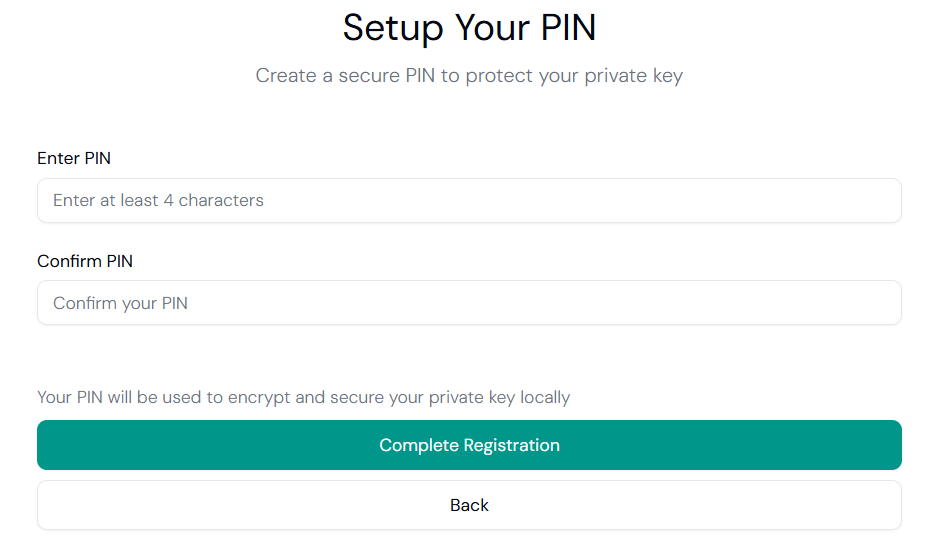 Setup Your PIN
Create a secure PIN to protect your private key
Enter PIN
Enter at least 4 characters
Confirm PIN
Confirm your PIN
Your PIN will be used to encrypt and secure your private key locally
Complete Registration
Back